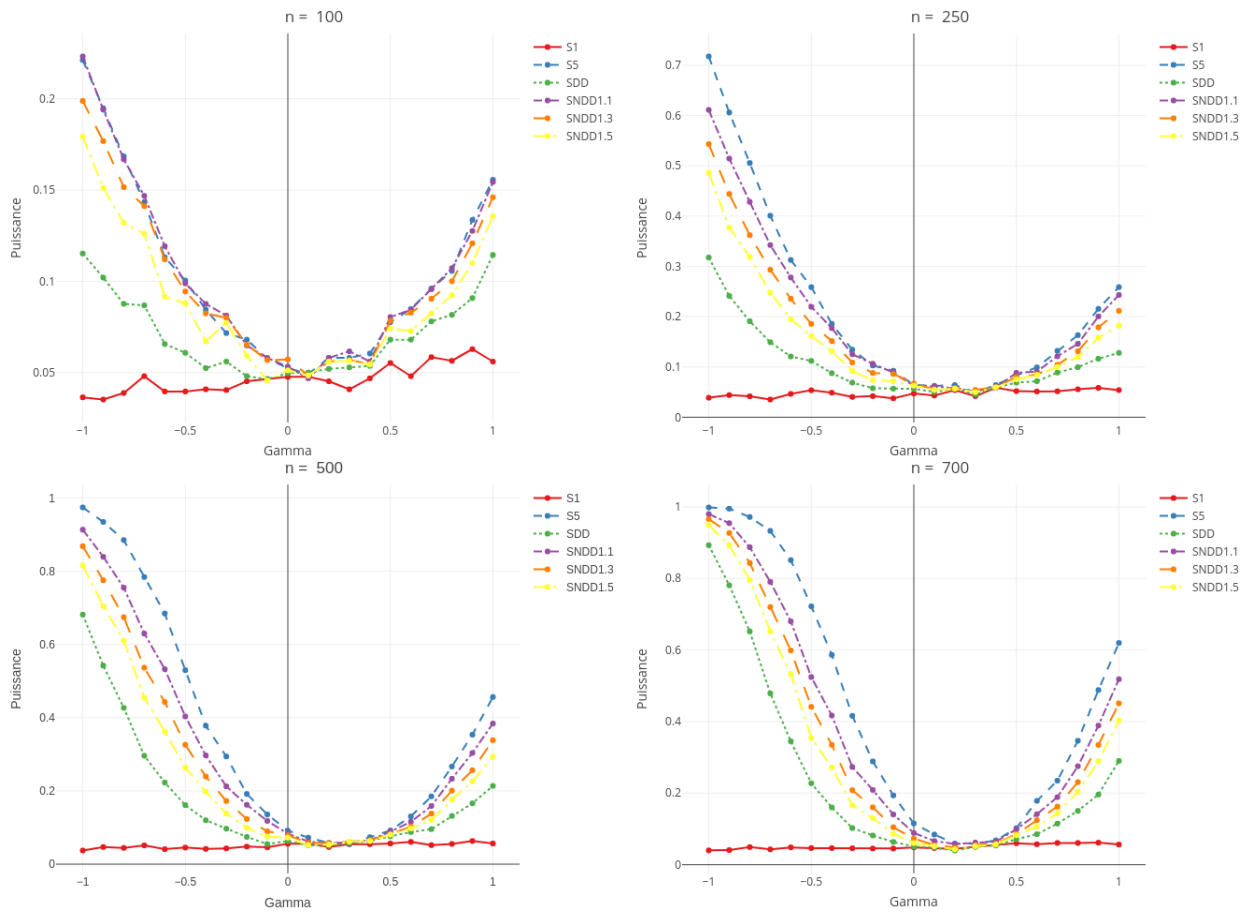 n = 100
S1
S5
SDD
SNDD1.1
SNDD1.3
SNDD1.5
0.2
0.15
0.1
0.05
Puissance
−1
−0.5
0
0.5
1
Gamma
n = 250
S1
S5
SDD
SNDD1.1
SNDD1.3
SNDD1.5
0.7
0.6
0.5
0.4
0.3
0.2
0.1
0
Puissance
−1
−0.5
0
0.5
1
Gamma
n = 500
S1
S5
SDD
SNDD1.1
SNDD1.3
SNDD1.5
1
0.8
0.6
0.4
0.2
0
Puissance
−1
−0.5
0
0.5
1
Gamma
n = 700
S1
S5
SDD
SNDD1.1
SNDD1.3
SNDD1.5
1
0.8
0.6
0.4
0.2
0
Puissance
−1
−0.5
0
0.5
1
Gamma